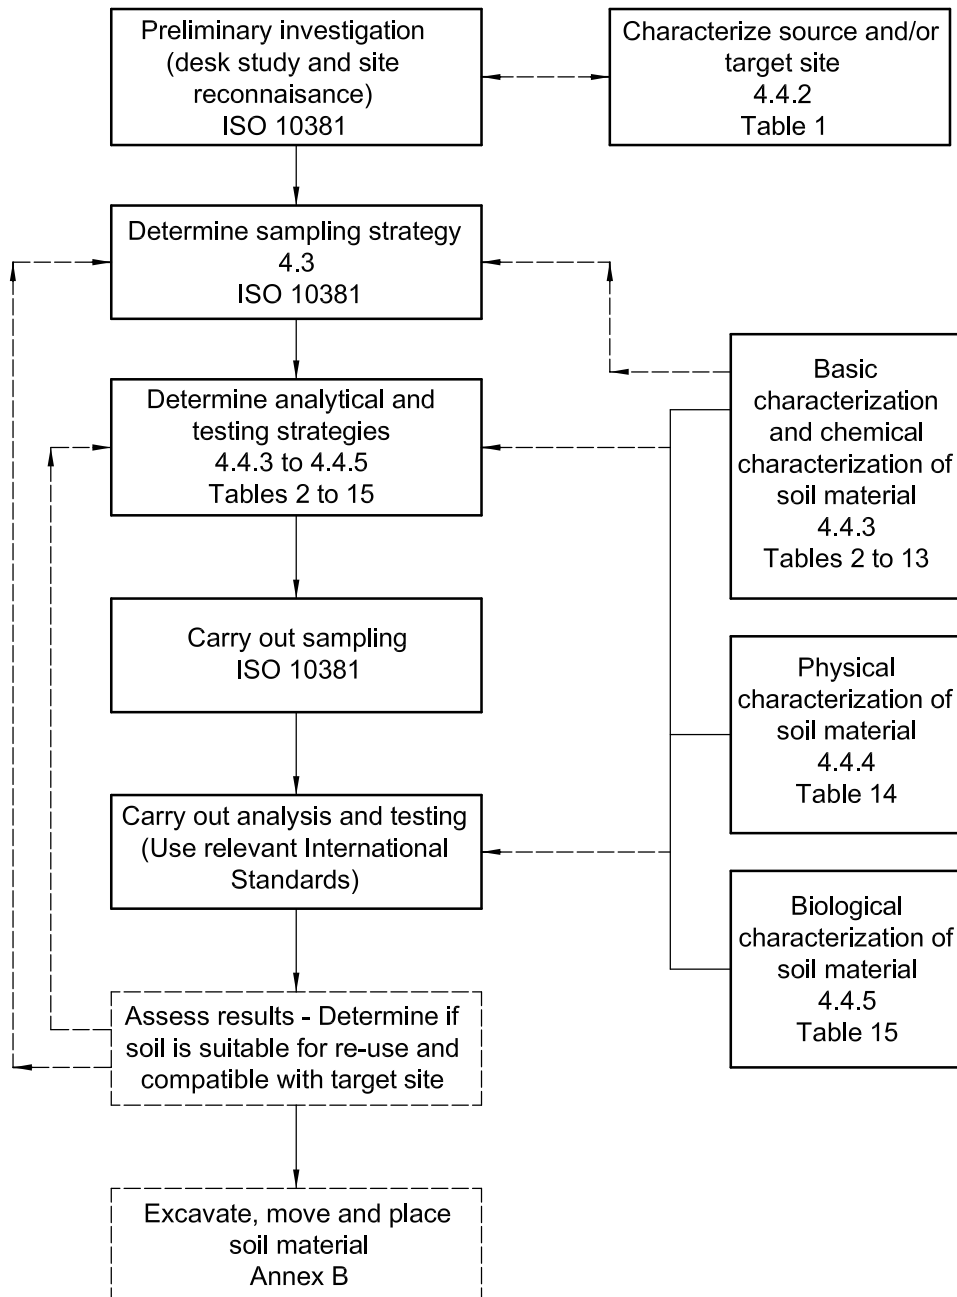 Preliminary investigation
(desk study and site
reconnaisance)
ISO 10381
Characterize source and/or
target site
4.4.2
Table 1
Determine sampling strategy
4.3
ISO 10381
Determine analytical and
testing strategies
4.4.3 to 4.4.5
Tables 2 to 15
Basic
characterization
and chemical
characterization of
soil material
4.4.3
Tables 2 to 13
Carry out sampling
ISO 10381
Physical
characterization of
soil material
4.4.4
Table 14
Carry out analysis and testing
(Use relevant International
Standards)
Biological
characterization of
soil material
4.4.5
Table 15
Assess results - Determine if
soil is suitable for re-use and
compatible with target site
Excavate, move and place
soil material
Annex B